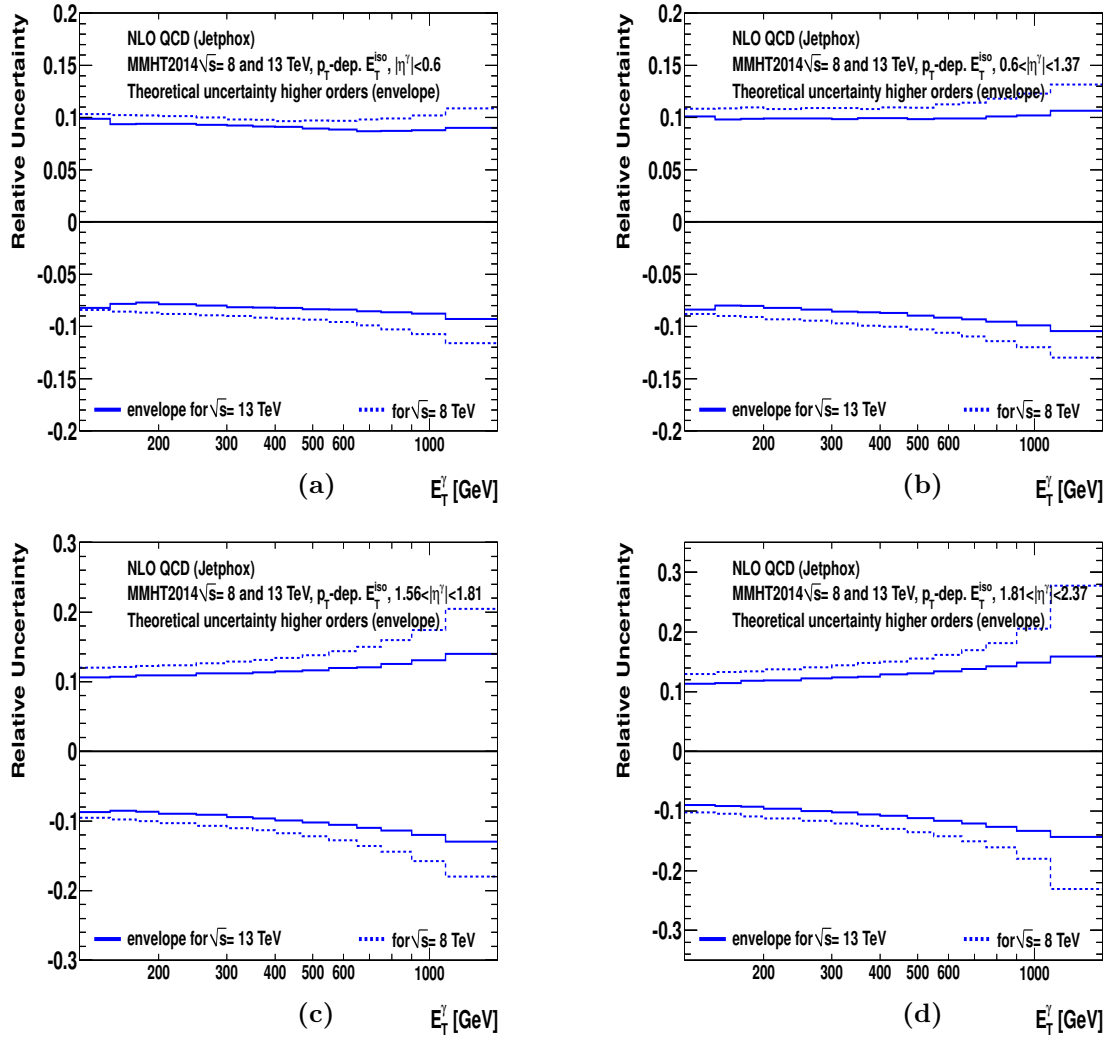 Relative Uncertainty
0.2
0.15
0.1
0.05
0
-0.05
-0.1
-0.15
-0.2
NLO QCD (Jetphox)
MMHT2014√s= 8 and 13 TeV, p_T-dep. E_T^iso, |η^γ|<0.6
Theoretical uncertainty higher orders (envelope)
envelope for√s= 13 TeV
for√s= 8 TeV
200 300 400 500 600 1000
E_T^γ [GeV]
(a)
Relative Uncertainty
0.2
0.15
0.1
0.05
0
-0.05
-0.1
-0.15
-0.2
NLO QCD (Jetphox)
MMHT2014√s= 8 and 13 TeV, p_T-dep. E_T^iso, 0.6<|η^γ|<1.37
Theoretical uncertainty higher orders (envelope)
envelope for√s= 13 TeV
for√s= 8 TeV
200 300 400 500 600 1000
E_T^γ [GeV]
(b)
Relative Uncertainty
0.3
0.2
0.1
0
-0.1
-0.2
-0.3
NLO QCD (Jetphox)
MMHT2014√s= 8 and 13 TeV, p_T-dep. E_T^iso, 1.56<|η^γ|<1.81
Theoretical uncertainty higher orders (envelope)
envelope for√s= 13 TeV
for√s= 8 TeV
200 300 400 500 600 1000
E_T^γ [GeV]
(c)
Relative Uncertainty
0.3
0.2
0.1
0
-0.1
-0.2
-0.3
NLO QCD (Jetphox)
MMHT2014√s= 8 and 13 TeV, p_T-dep. E_T^iso, 1.81<|η^γ|<2.37
Theoretical uncertainty higher orders (envelope)
envelope for√s= 13 TeV
for√s= 8 TeV
200 300 400 500 600 1000
E_T^γ [GeV]
(d)